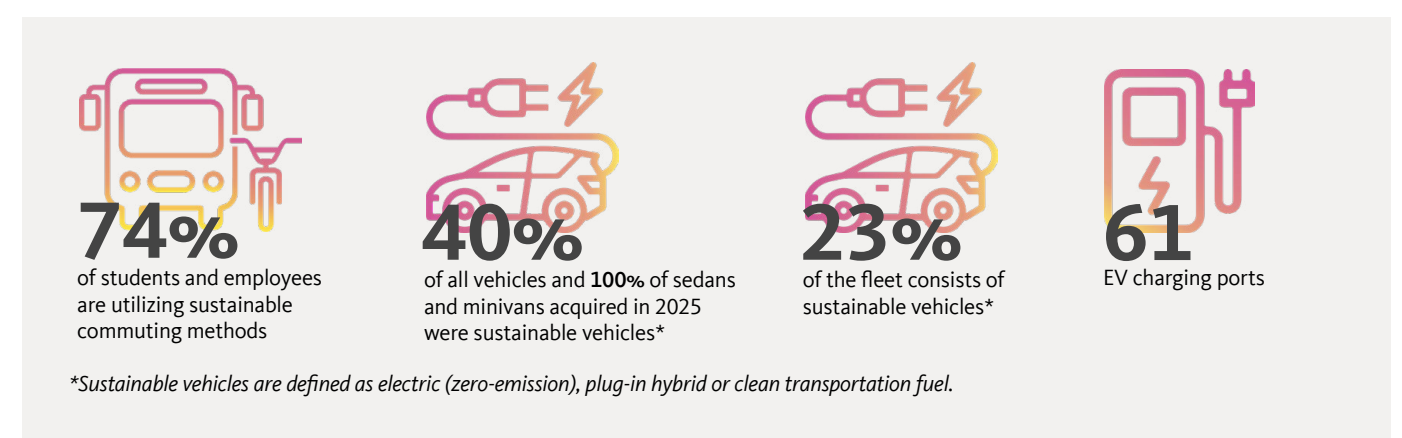 74%
of students and employees
are utilizing sustainable
commuting methods
40%
of all vehicles and 100% of sedans
and minivans acquired in 2025
were sustainable vehicles*
23%
of the fleet consists of
sustainable vehicles*
61
EV charging ports
*Sustainable vehicles are defined as electric (zero-emission), plug-in hybrid or clean transportation fuel.